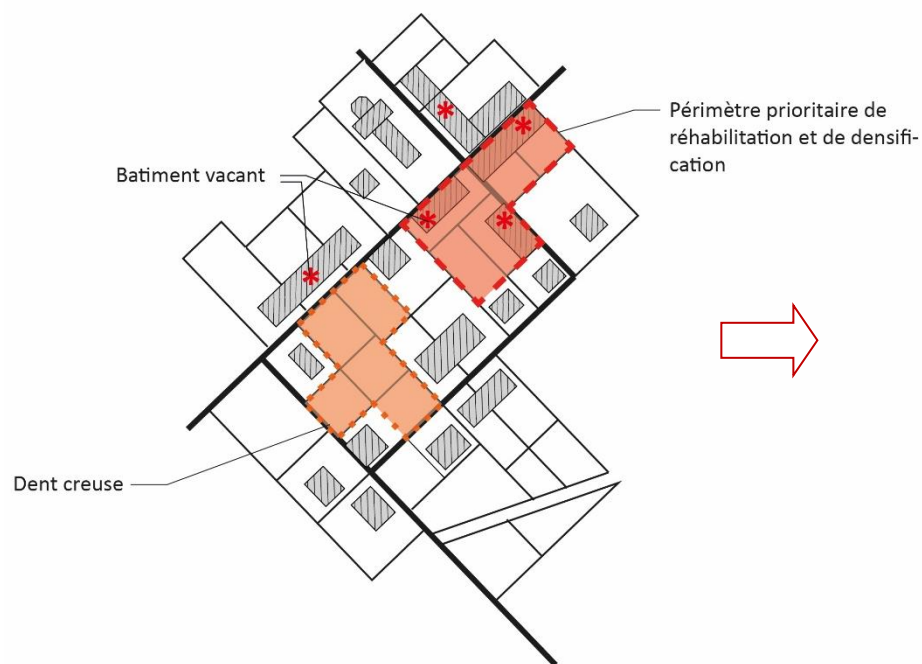 Périmètre prioritaire de
réhabilitation et de densifi-
cation
Batiment vacant
Dent creuse